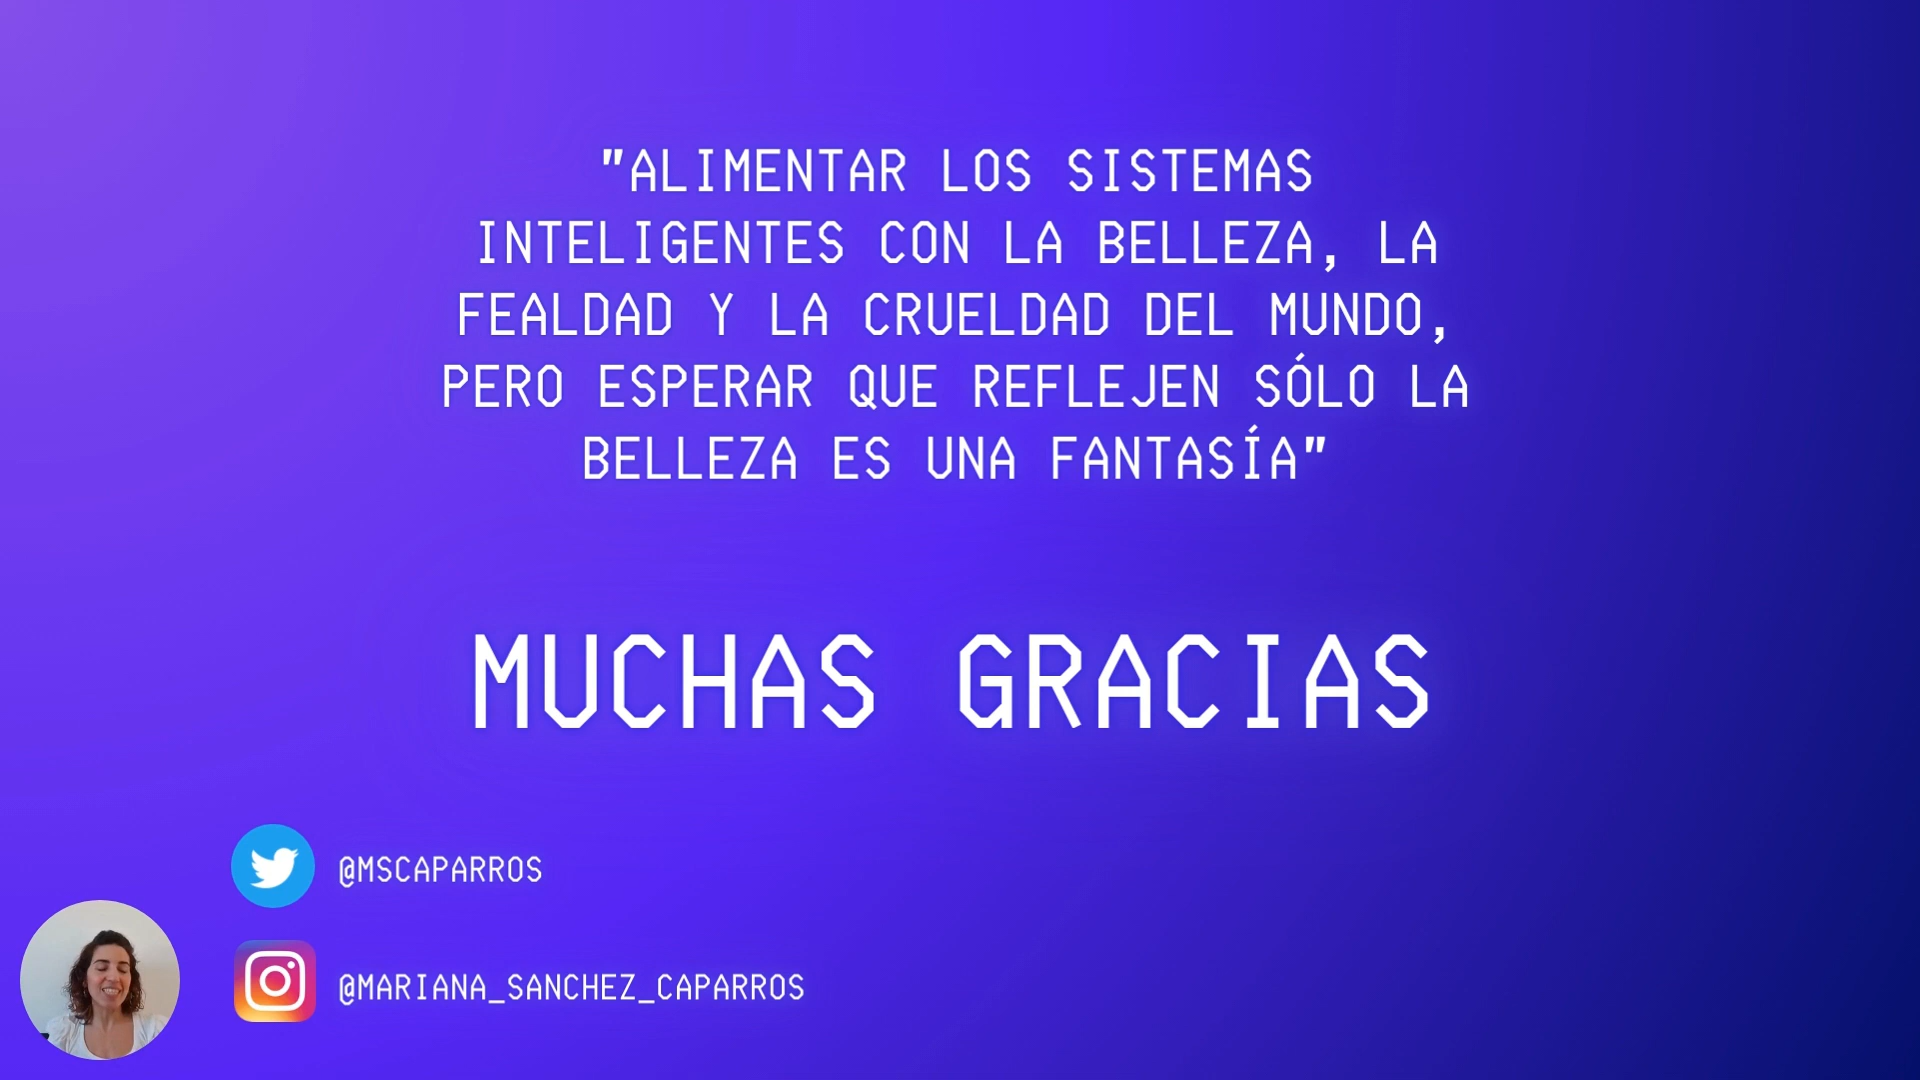 "ALIMENTAR LOS SISTEMAS
INTELIGENTES CON LA BELLEZA, LA
FEALDAD Y LA CRUELDAD DEL MUNDO,
PERO ESPERAR QUE REFLEJEN SÓLO LA
BELLEZA ES UNA FANTASÍA"
MUCHAS GRACIAS
@MSCAPARROS
@MARIANA_SANCHEZ_CAPARROS